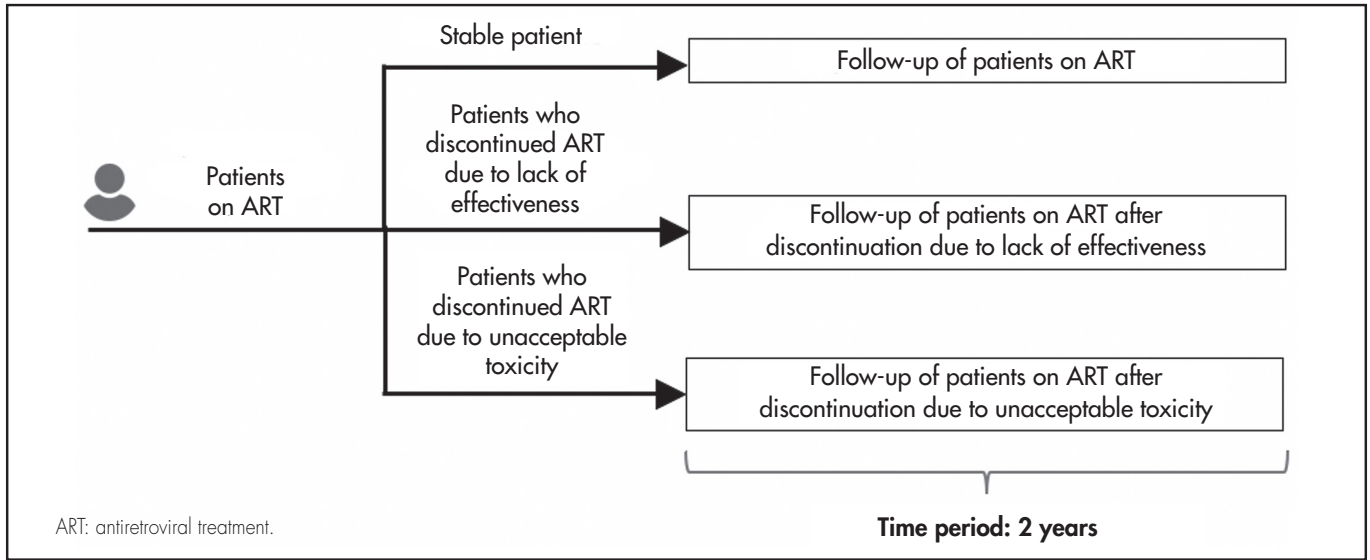 Stable patient
Follow-up of patients on ART
Patients
on ART
Patients who
discontinued ART
due to lack of
effectiveness
Follow-up of patients on ART after
discontinuation due to lack of effectiveness
Patients who
discontinued ART
due to unacceptable
toxicity
Follow-up of patients on ART after
discontinuation due to unacceptable toxicity
Time period: 2 years
ART: antiretroviral treatment.